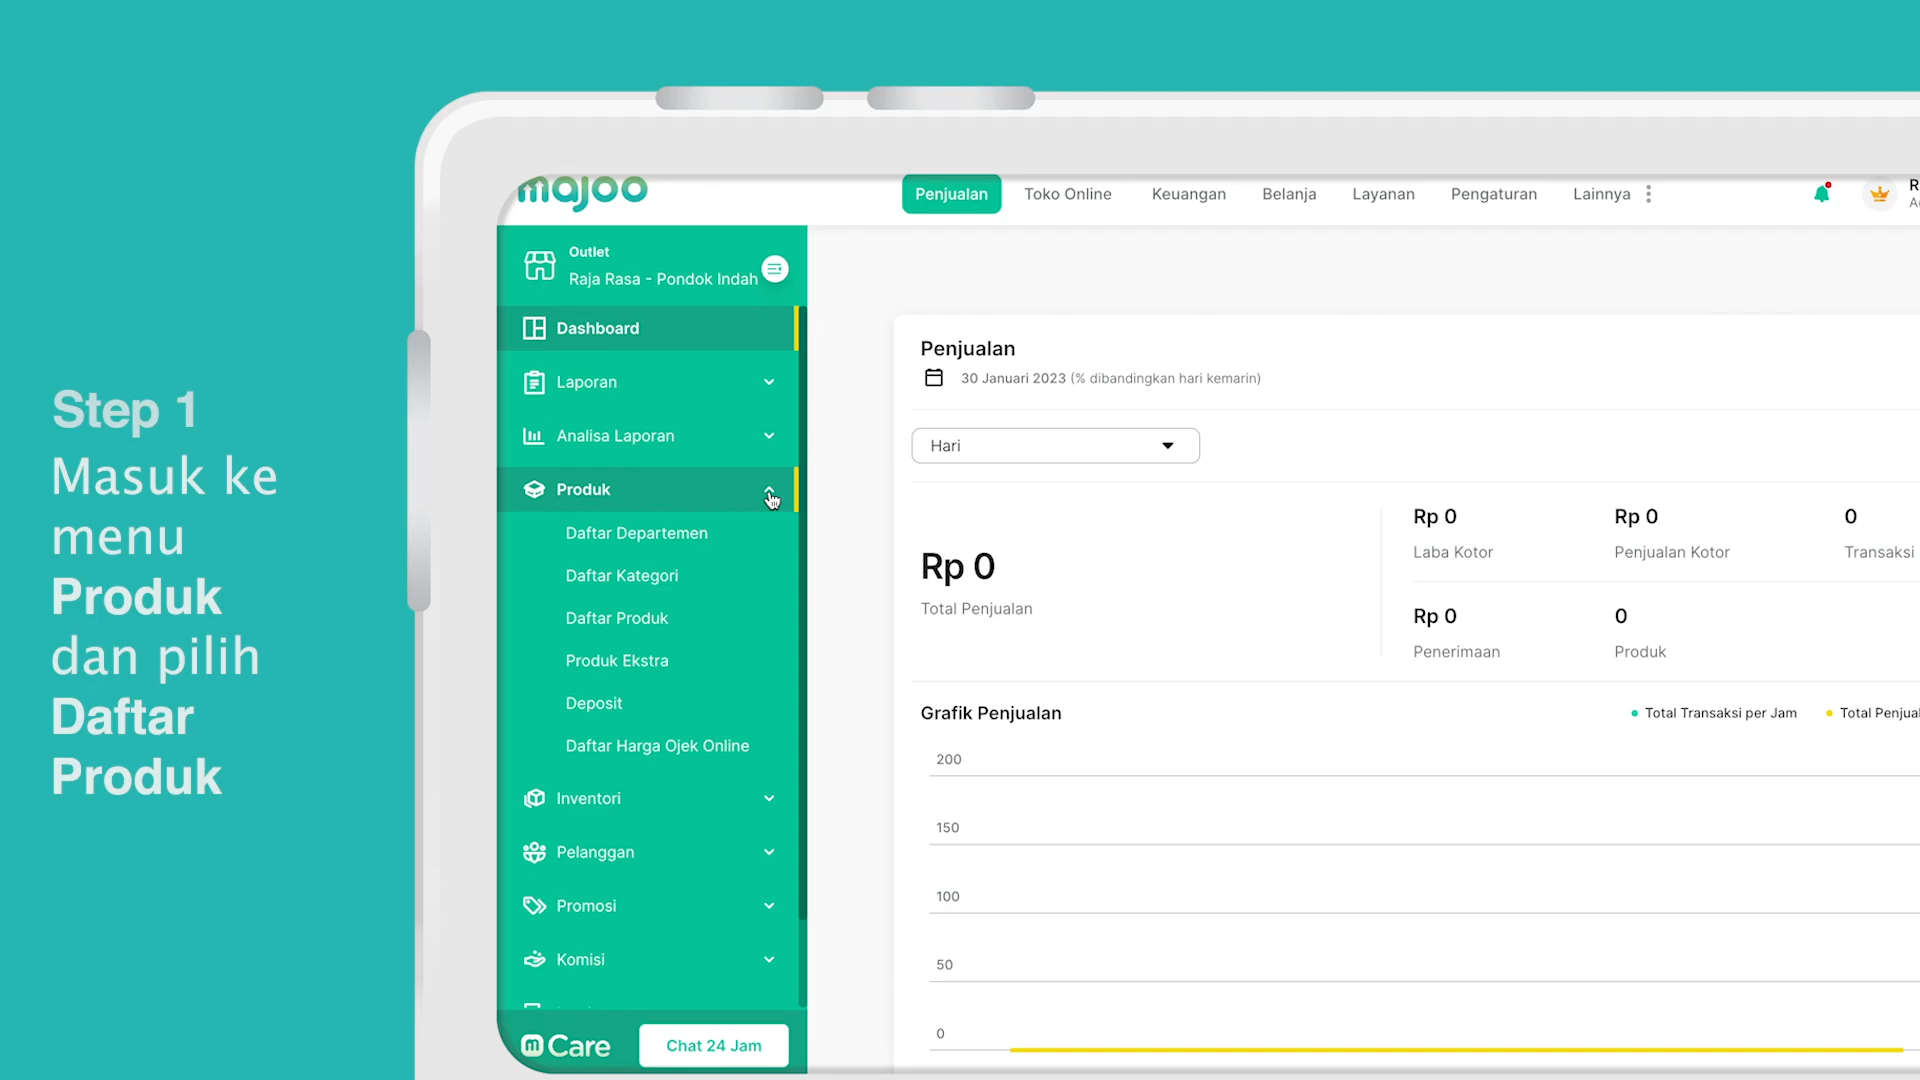 Step 1
Masuk ke
menu
Produk
dan pilih
Daftar
Produk
majoo
Penjualan
Toko Online
Keuangan
Belanja
Layanan
Pengaturan
Lainnya
Outlet
Raja Rasa - Pondok Indah
Dashboard
Laporan
Analisa Laporan
Produk
Daftar Departemen
Daftar Kategori
Daftar Produk
Produk Ekstra
Deposit
Daftar Harga Ojek Online
Inventori
Pelanggan
Promosi
Komisi
m Care
Chat 24 Jam
Penjualan
30 Januari 2023 (% dibandingkan hari kemarin)
Hari
Rp 0
Total Penjualan
Rp 0
Laba Kotor
Rp 0
Penjualan Kotor
0
Transaksi
Rp 0
Penerimaan
0
Produk
Grafik Penjualan
Total Transaksi per Jam
Total Penjual
200
150
100
50
0